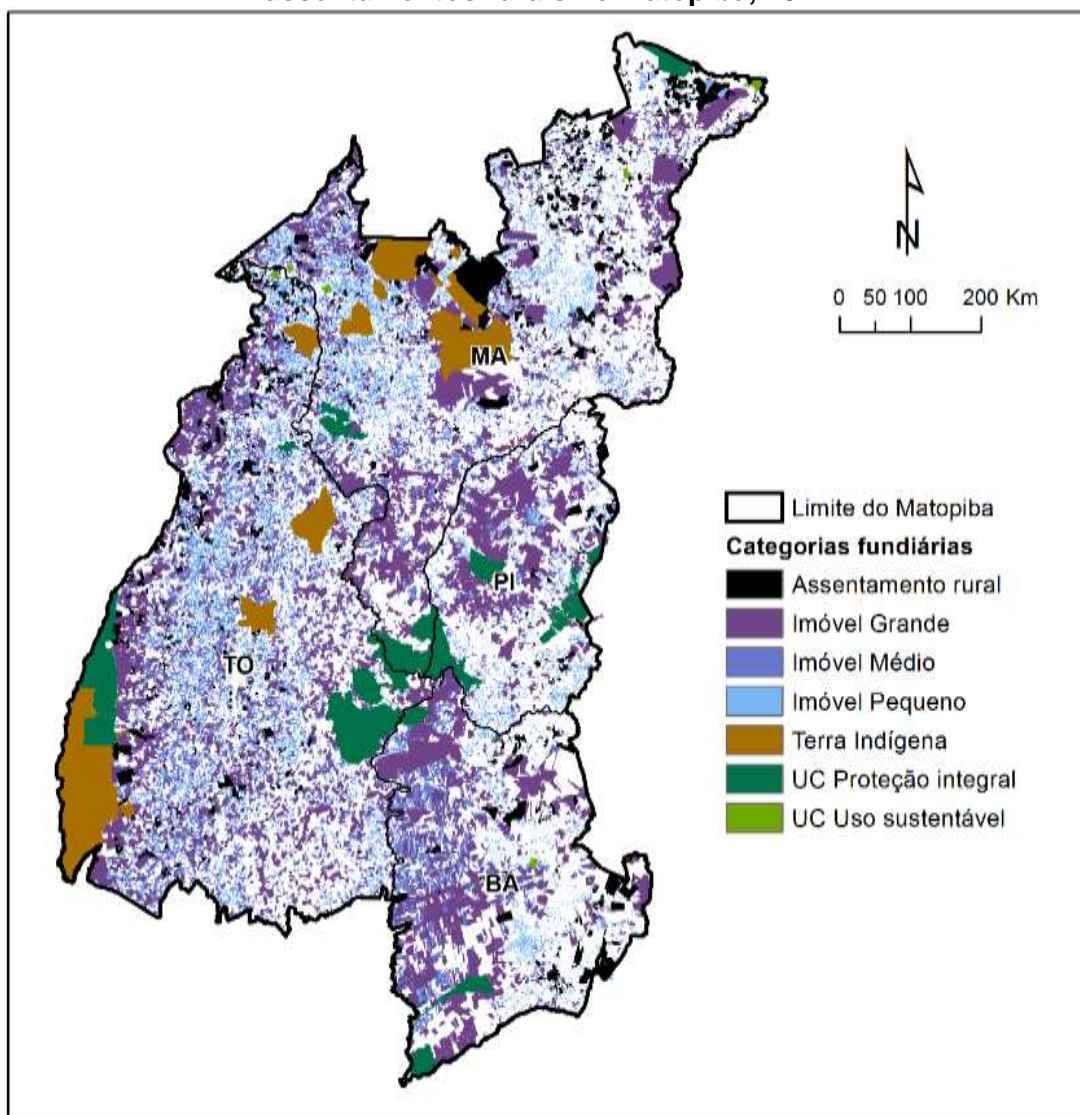 N
0 50 100 200 Km
MA
PI
TO
BA
Limite do Matopiba
Categorias fundiárias
Assentamento rural
Imóvel Grande
Imóvel Médio
Imóvel Pequeno
Terra Indígena
UC Proteção integral
UC Uso sustentável